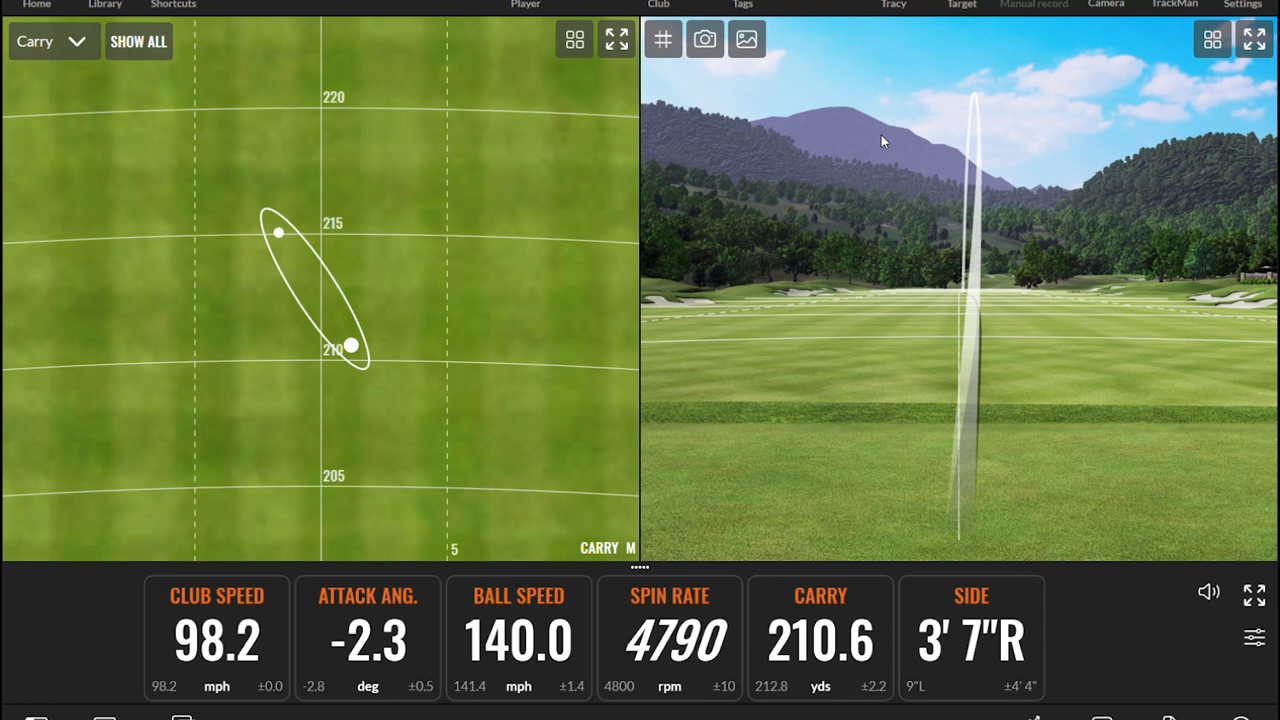 Home Library Shortcuts Player Club Tags Tracy Target Manual record Camera TrackMan Settings
Carry SHOW ALL
220
215
210
205
5
CARRY M
CLUB SPEED
98.2
98.2 mph ±0.0
ATTACK ANG.
-2.3
-2.8 deg ±0.5
BALL SPEED
140.0
141.4 mph ±1.4
SPIN RATE
4790
4800 rpm ±10
CARRY
210.6
212.8 yds ±2.2
SIDE
3' 7"R
9"L ±4' 4"